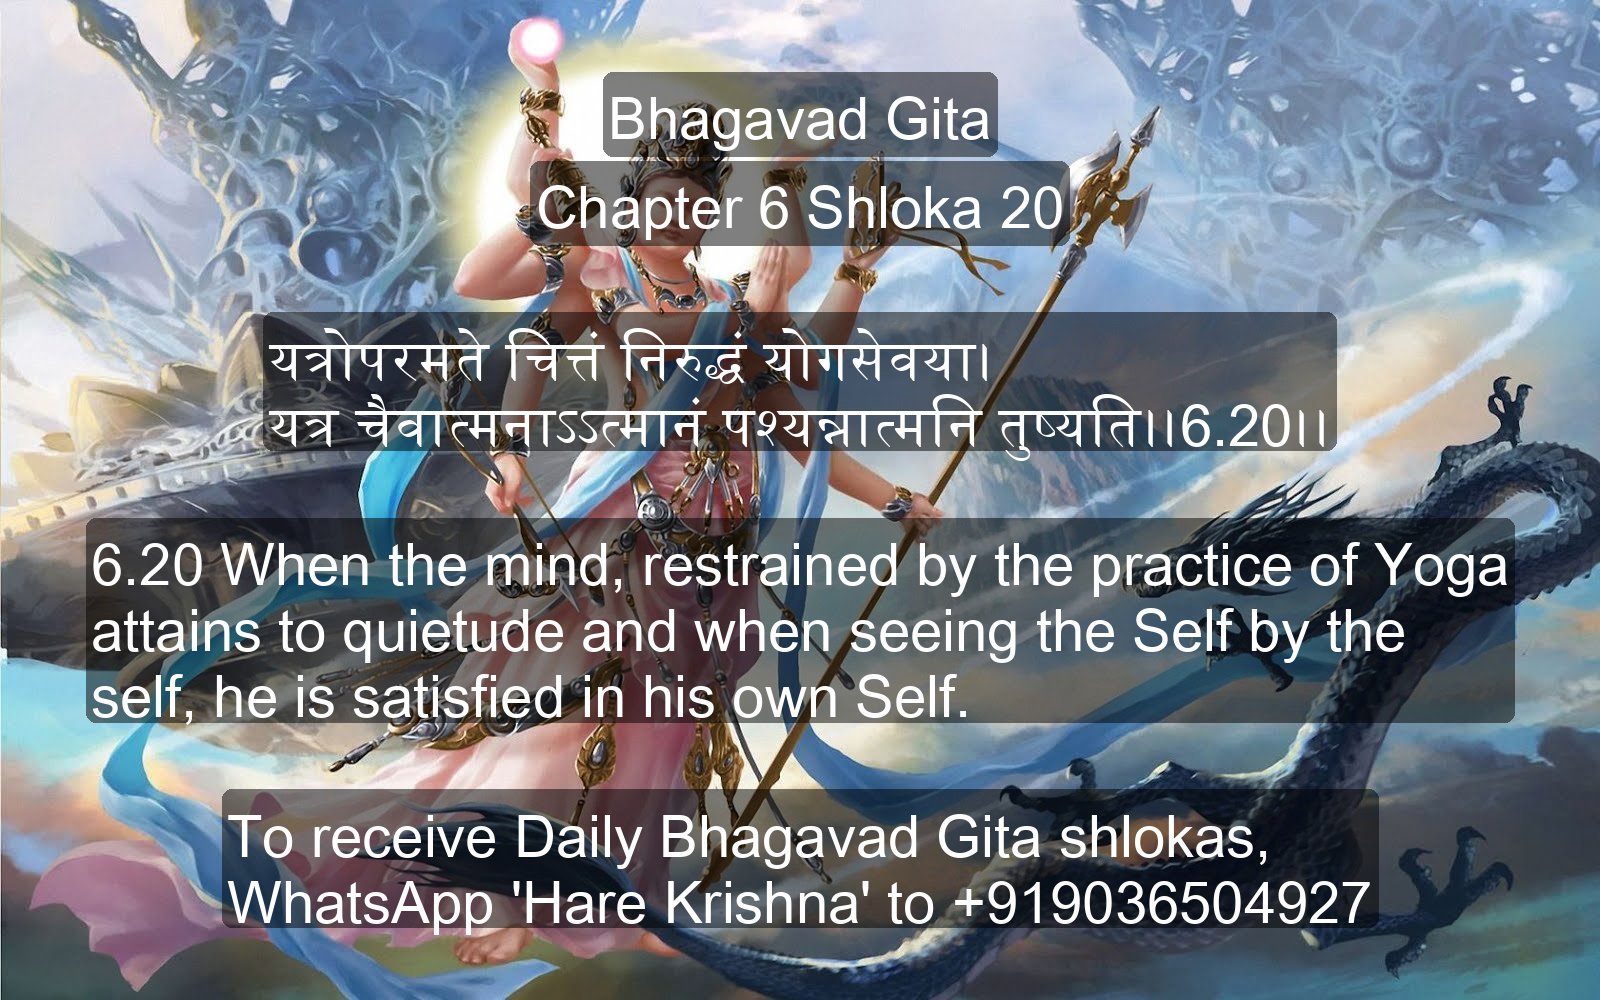 Bhagavad Gita
Chapter 6 Shloka 20
यत्रोपरमते चित्तं निरुद्धं योगसेवया।
यत्र चैवात्मनाऽऽत्मानं पश्यन्नात्मनि तुष्यति।।6.20।।
6.20 When the mind, restrained by the practice of Yoga
attains to quietude and when seeing the Self by the
self, he is satisfied in his own Self.
To receive Daily Bhagavad Gita shlokas,
WhatsApp 'Hare Krishna' to +919036504927